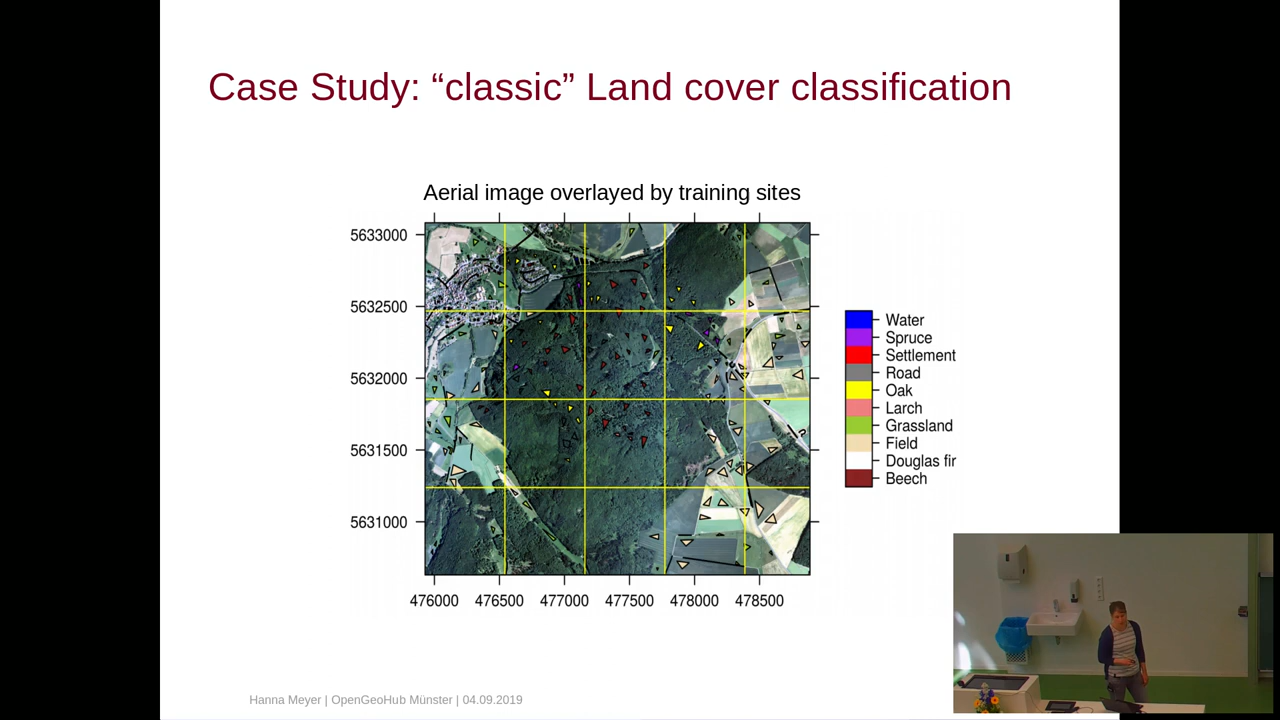 Case Study: “classic” Land cover classification
Aerial image overlayed by training sites
5633000
5632500
5632000
5631500
5631000
476000 476500 477000 477500 478000 478500
Water
Spruce
Settlement
Road
Oak
Larch
Grassland
Field
Douglas fir
Beech
Hanna Meyer | OpenGeoHub Münster | 04.09.2019